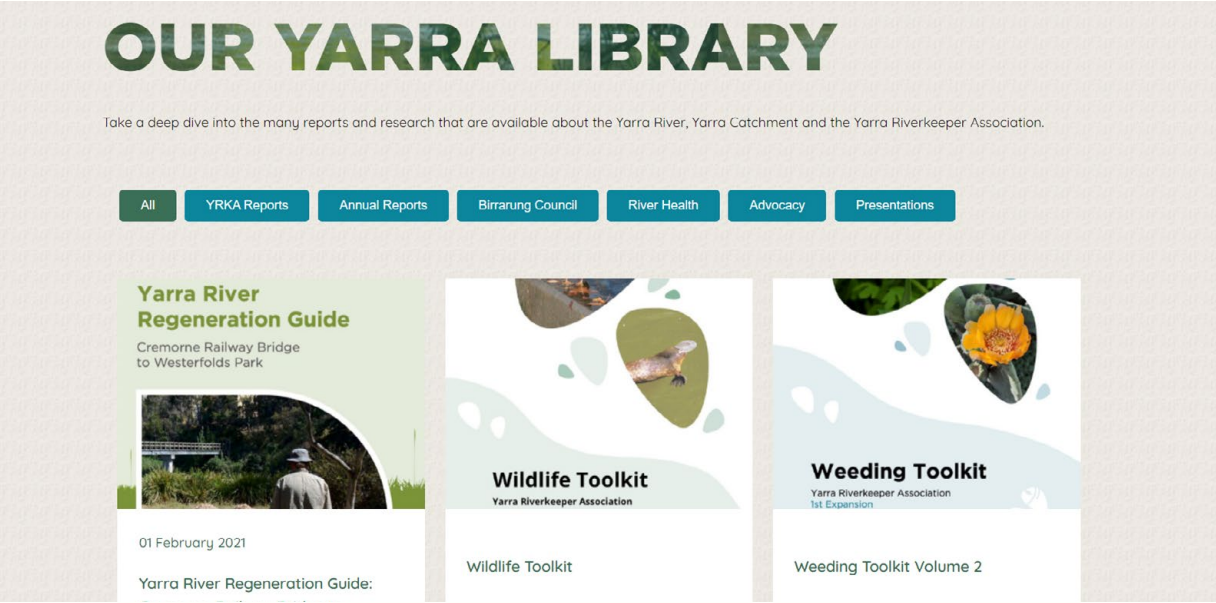 OUR YARRA LIBRARY
Take a deep dive into the many reports and research that are available about the Yarra River, Yarra Catchment and the Yarra Riverkeeper Association.
All YRKA Reports Annual Reports Birrarung Council River Health Advocacy Presentations
Yarra River
Regeneration Guide
Cremorne Railway Bridge
to Westerfolds Park
01 February 2021
Yarra River Regeneration Guide:
Wildlife Toolkit
Yarra Riverkeeper Association
Wildlife Toolkit
Weeding Toolkit
Yarra Riverkeeper Association
1st Expansion
Weeding Toolkit Volume 2